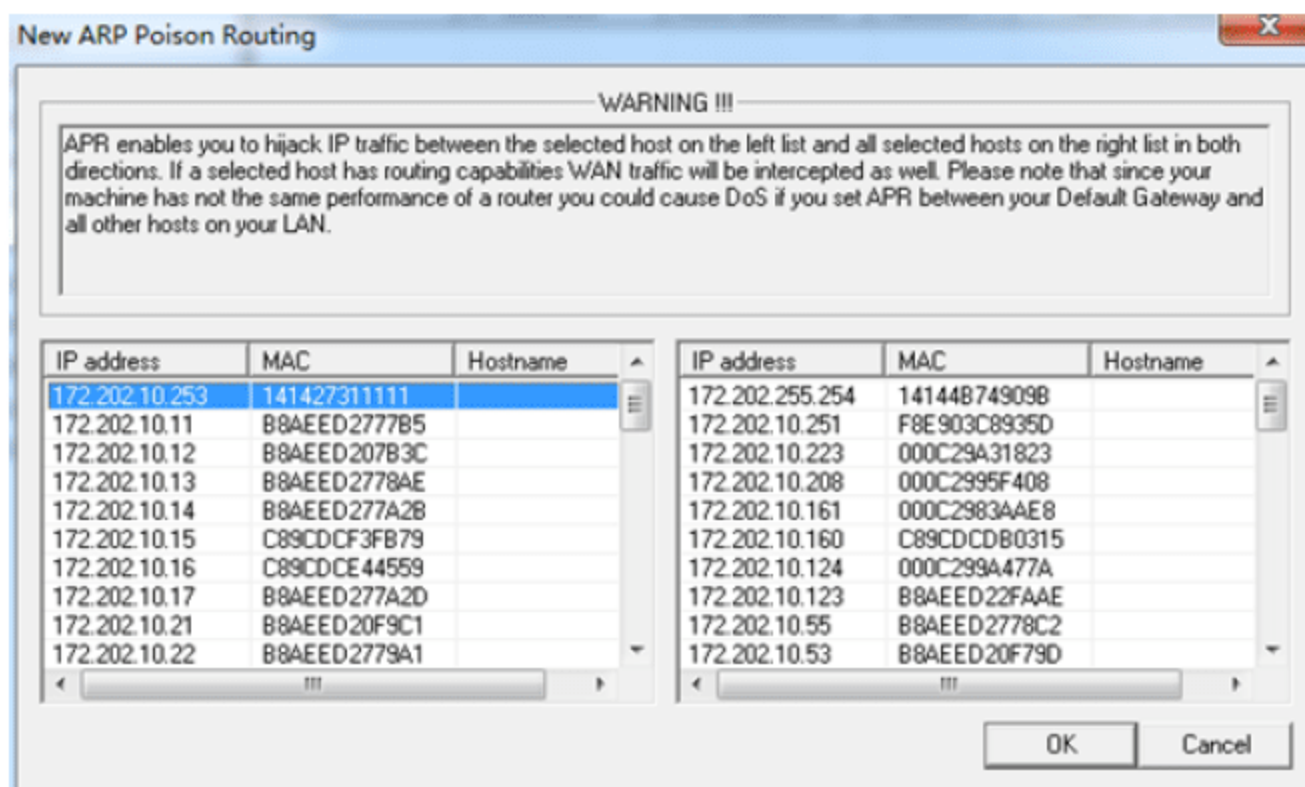 New ARP Poison Routing
WARNING !!!
APR enables you to hijack IP traffic between the selected host on the left list and all selected hosts on the right list in both
directions. If a selected host has routing capabilities WAN traffic will be intercepted as well. Please note that since your
machine has not the same performance of a router you could cause DoS if you set APR between your Default Gateway and
all other hosts on your LAN.
IP address MAC Hostname IP address MAC Hostname
172.202.10.253 141427311111 172.202.255.254 14144B74909B
172.202.10.11 B8AEED2777B5 172.202.10.251 F8E903C8935D
172.202.10.12 B8AEED207B3C 172.202.10.223 000C29A31823
172.202.10.13 B8AEED2778AE 172.202.10.208 000C2995F408
172.202.10.14 B8AEED277A2B 172.202.10.161 000C2983AAE8
172.202.10.15 C89CDCF3FB79 172.202.10.160 C89CDCDB0315
172.202.10.16 C89CDCE44559 172.202.10.124 000C299A477A
172.202.10.17 B8AEED277A2D 172.202.10.123 B8AEED22FAAE
172.202.10.21 B8AEED20F9C1 172.202.10.55 B8AEED2778C2
172.202.10.22 B8AEED2779A1 172.202.10.53 B8AEED20F79D
OK Cancel